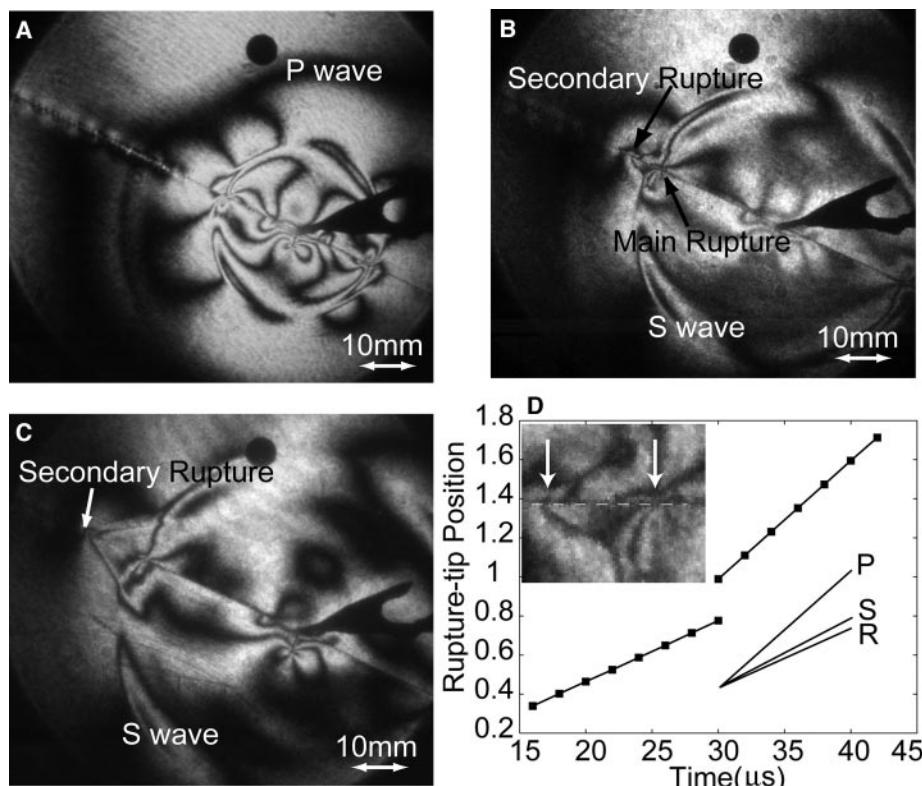 A
P wave
10mm
B
Secondary Rupture
Main Rupture
S wave
10mm
C
Secondary Rupture
S wave
10mm
D
Rupture-tip Position
1.8
1.6
1.4
1.2
1
0.8
0.6
0.4
0.2
P
S
R
15 20 25 30 35 40 45
Time(μs)